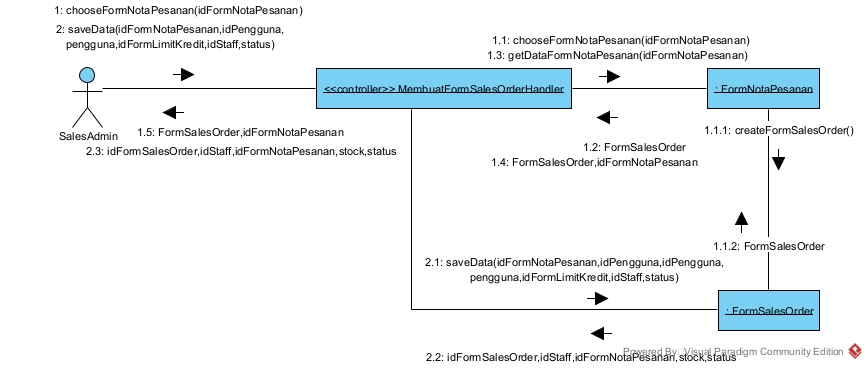 1: chooseFormNotaPesanan(idFormNotaPesanan)
2: saveData(idFormNotaPesanan,idPengguna,
pengguna,idFormLimitKredit,idStaff,status)
1.1: chooseFormNotaPesanan(idFormNotaPesanan)
1.3: getDataFormNotaPesanan(idFormNotaPesanan)
<<controller>> MembuatFormSalesOrderHandler
: FormNotaPesanan
SalesAdmin
1.5: FormSalesOrder,idFormNotaPesanan
2.3: idFormSalesOrder,idStaff,idFormNotaPesanan,stock,status
1.2: FormSalesOrder
1.4: FormSalesOrder,idFormNotaPesanan
1.1.1: createFormSalesOrder()
1.1.2: FormSalesOrder
2.1: saveData(idFormNotaPesanan,idPengguna,idPengguna,
pengguna,idFormLimitKredit,idStaff,status)
: FormSalesOrder
2.2: idFormSalesOrder,idStaff,idFormNotaPesanan,stock,status
Powered By Visual Paradigm Community Edition